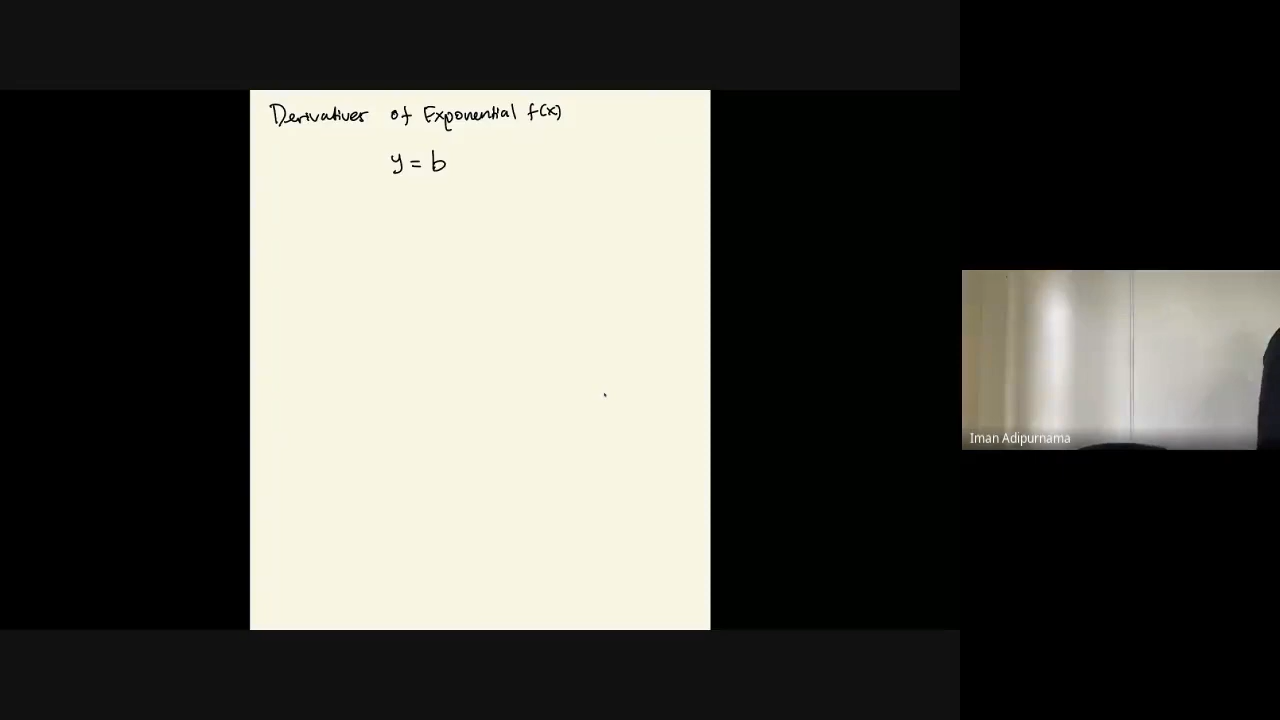 Derivatives of Exponential f(x)
y = b
Iman Adipurnama